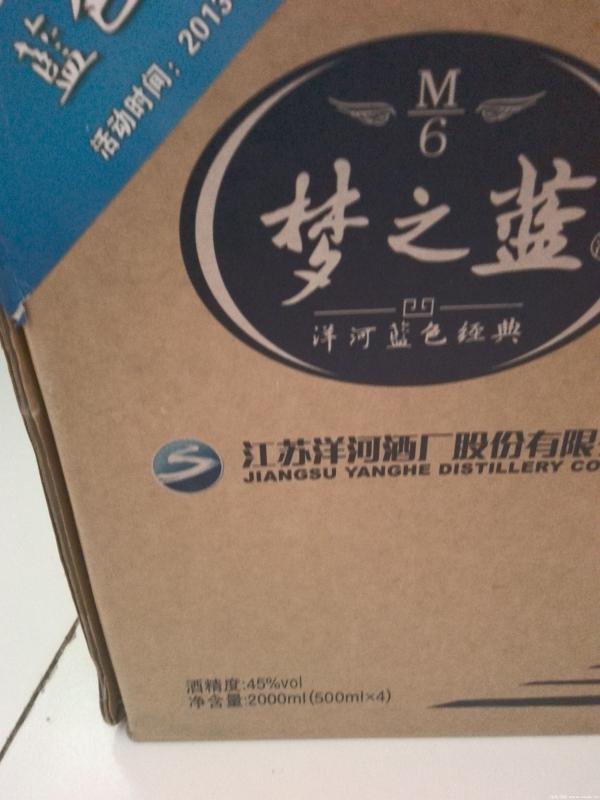 藍色
活动时间：2013
M
6
梦之蓝
洋河蓝色经典
江苏洋河酒厂股份有限
JIANGSU YANGHE DISTILLERY CO
酒精度:45%vol
净含量:2000ml(500ml×4)